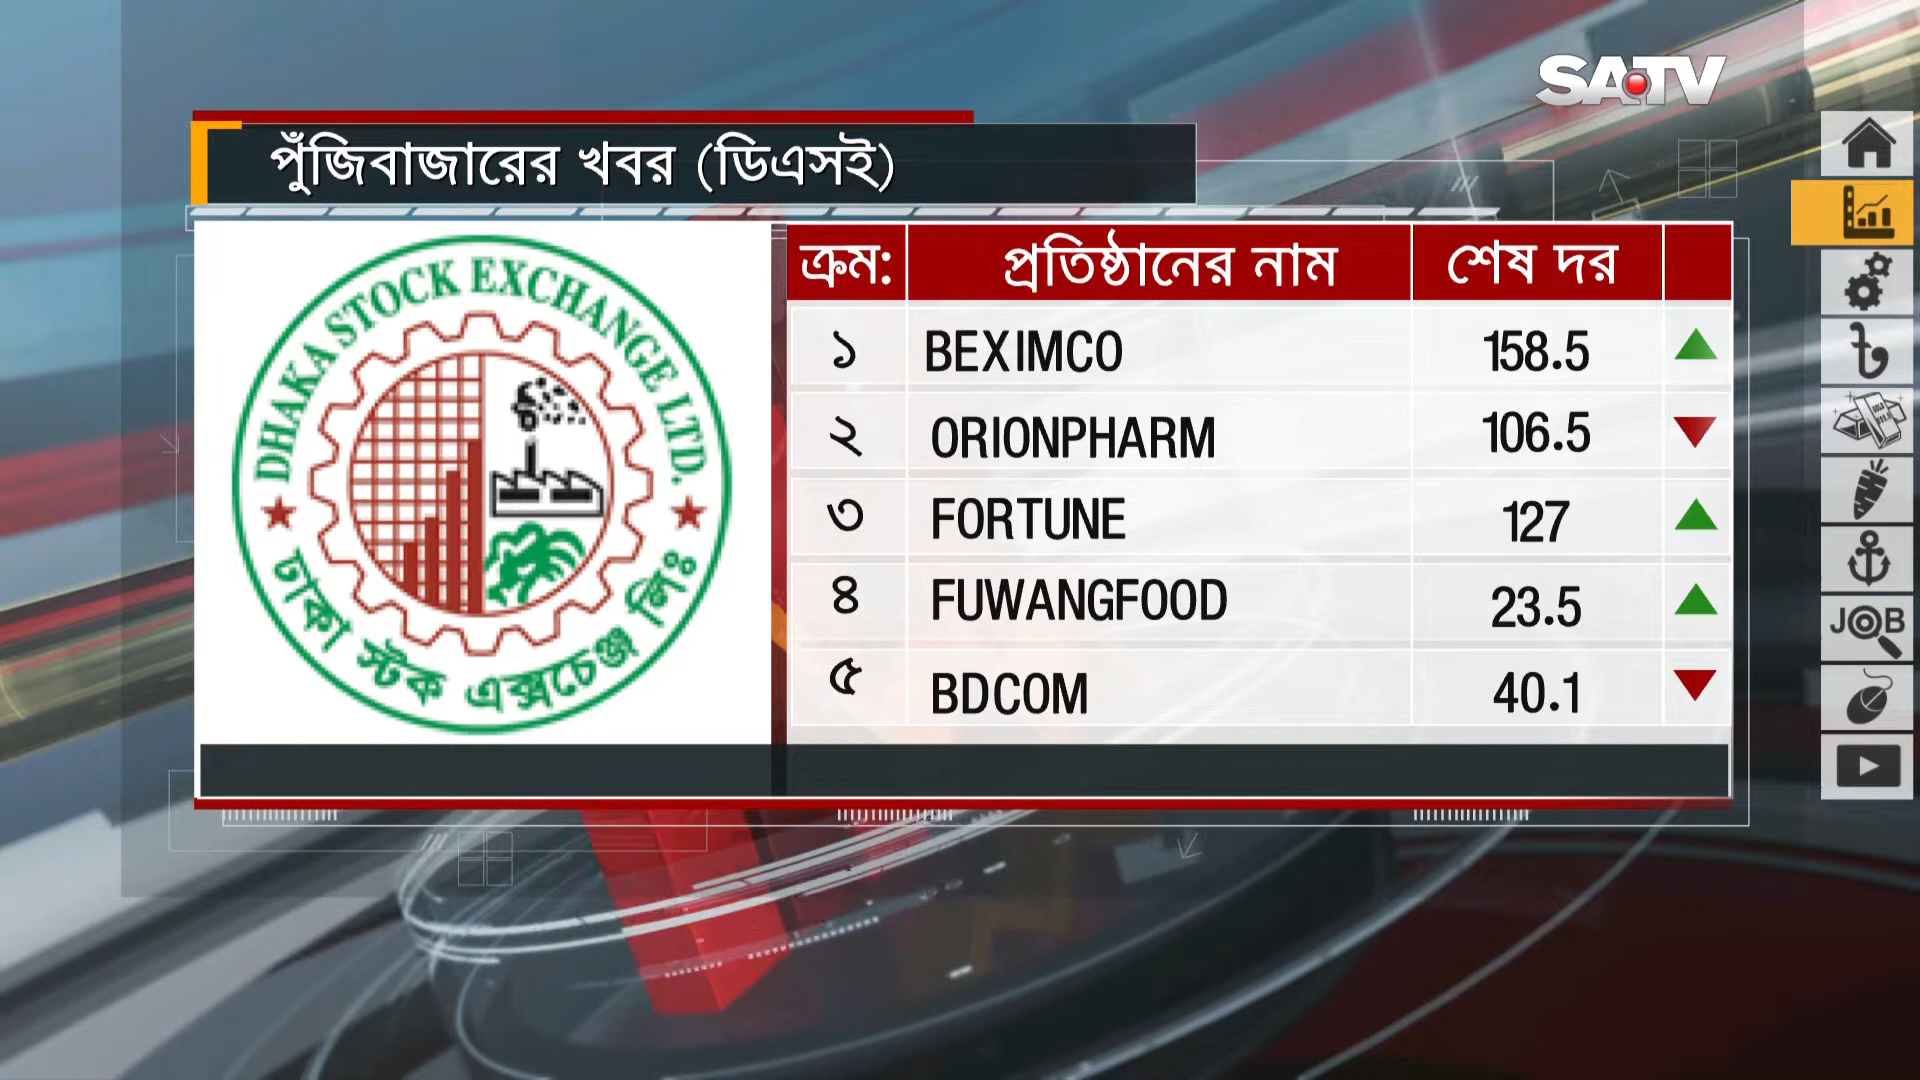 SATV
পুঁজিবাজারের খবর (ডিএসই)
DHAKA STOCK EXCHANGE LTD.
ঢাকা স্টক এক্সচেঞ্জ লিঃ
ক্রম: প্রতিষ্ঠানের নাম শেষ দর
১ BEXIMCO 158.5
২ ORIONPHARM 106.5
৩ FORTUNE 127
৪ FUWANGFOOD 23.5
৫ BDCOM 40.1
৳
JOB